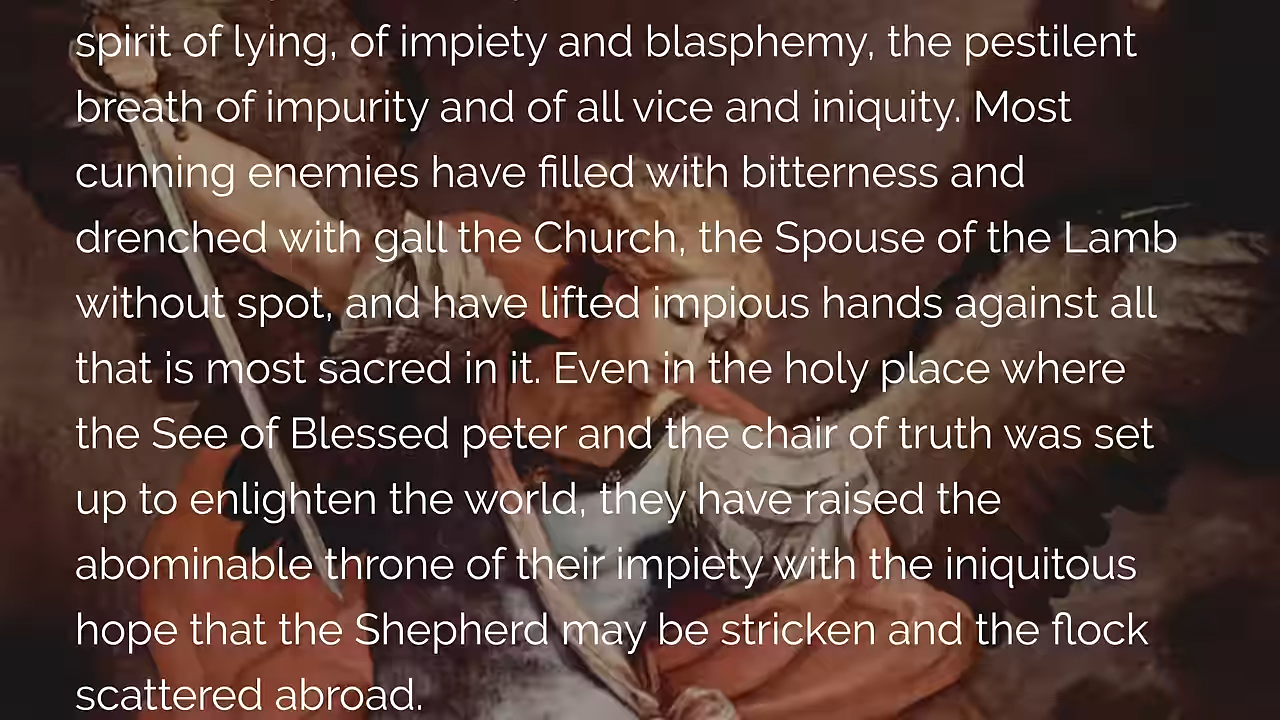 spirit of lying, of impiety and blasphemy, the pestilent
breath of impurity and of all vice and iniquity. Most
cunning enemies have filled with bitterness and
drenched with gall the Church, the Spouse of the Lamb
without spot, and have lifted impious hands against all
that is most sacred in it. Even in the holy place where
the See of Blessed peter and the chair of truth was set
up to enlighten the world, they have raised the
abominable throne of their impiety with the iniquitous
hope that the Shepherd may be stricken and the flock
scattered abroad.